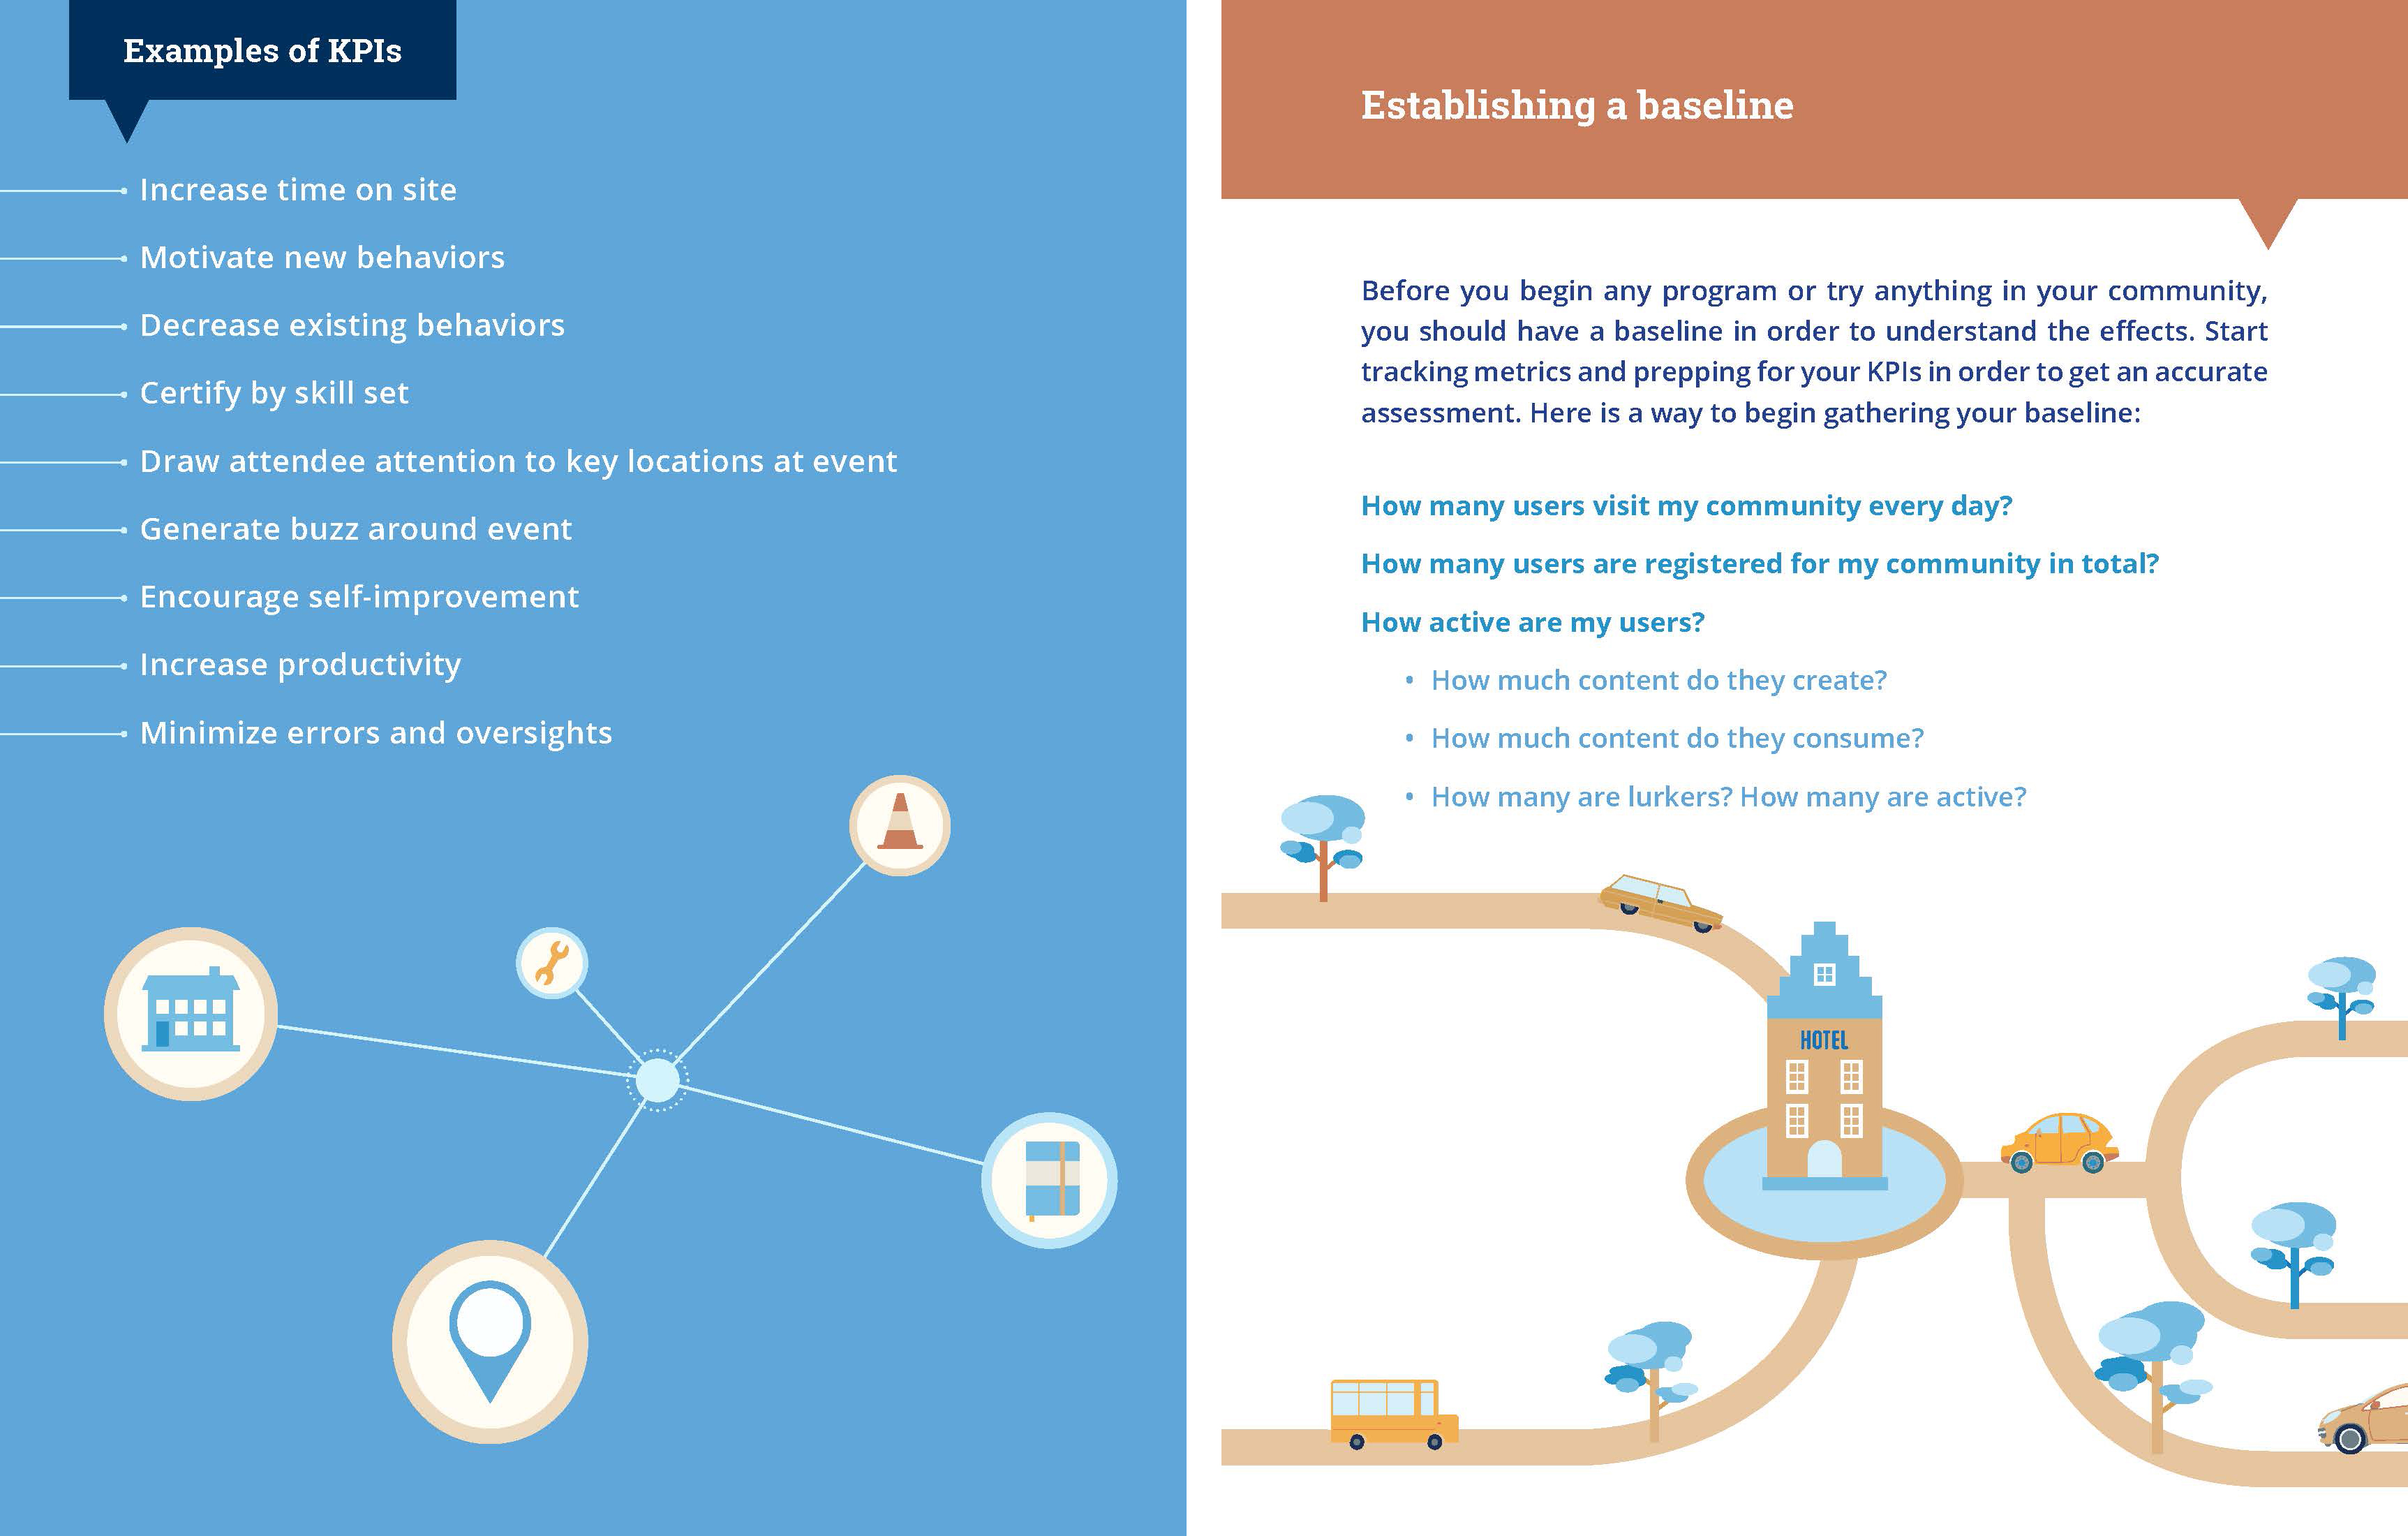 Examples of KPIs
Increase time on site
Motivate new behaviors
Decrease existing behaviors
Certify by skill set
Draw attendee attention to key locations at event
Generate buzz around event
Encourage self-improvement
Increase productivity
Minimize errors and oversights
Establishing a baseline
Before you begin any program or try anything in your community,
you should have a baseline in order to understand the effects. Start
tracking metrics and prepping for your KPIs in order to get an accurate
assessment. Here is a way to begin gathering your baseline:
How many users visit my community every day?
How many users are registered for my community in total?
How active are my users?
• How much content do they create?
• How much content do they consume?
• How many are lurkers? How many are active?
HOTEL